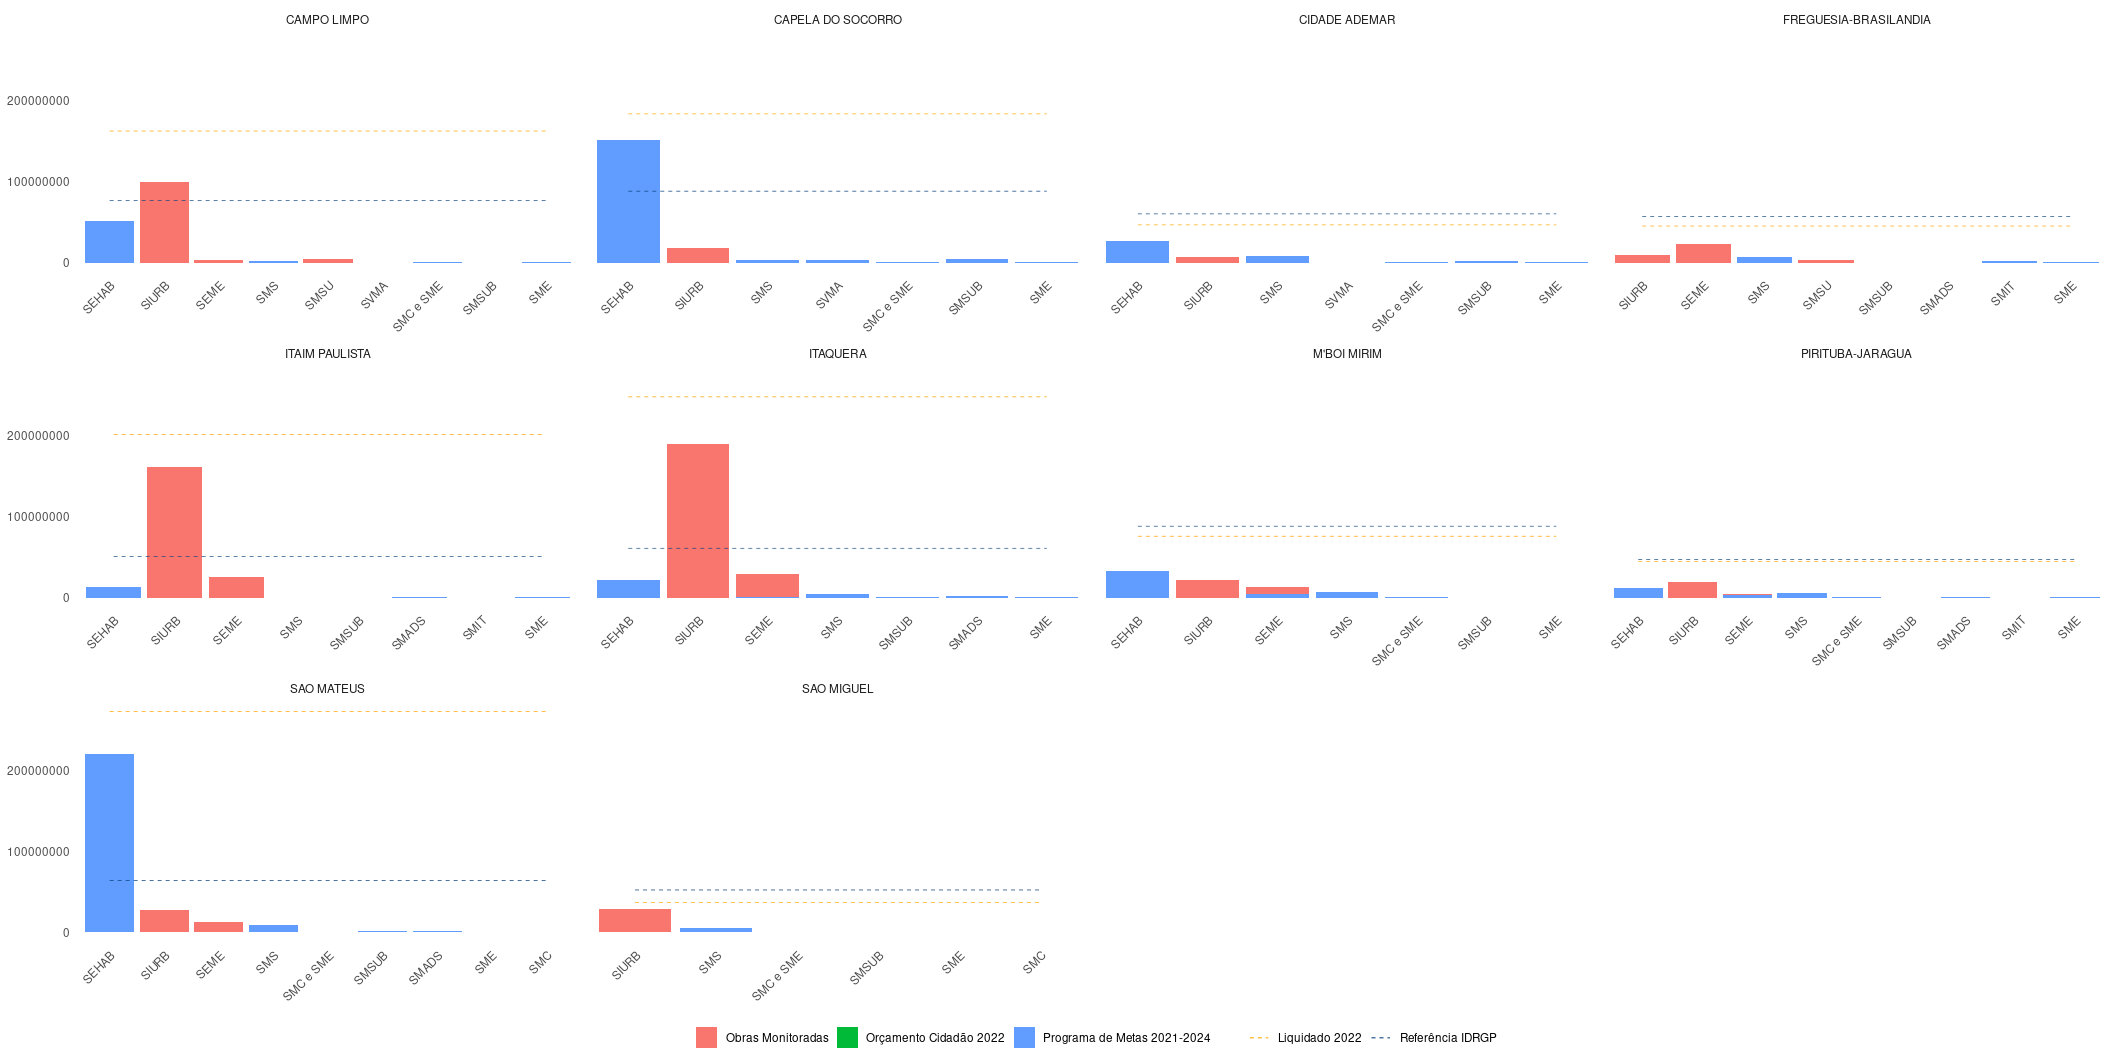 CAMPO LIMPO
CAPELA DO SOCORRO
CIDADE ADEMAR
FREGUESIA-BRASILANDIA
200000000
100000000
0
SEHAB
SIURB
SEME
SMS
SMSU
SVMA
SMC e SME
SMSUB
SME
SEHAB
SIURB
SMS
SVMA
SMC e SME
SMSUB
SME
SEHAB
SIURB
SMS
SVMA
SMC e SME
SMSUB
SME
SIURB
SEME
SMS
SMSU
SMSUB
SMADS
SMIT
SME
ITAIM PAULISTA
ITAQUERA
M'BOI MIRIM
PIRITUBA-JARAGUA
200000000
100000000
0
SEHAB
SIURB
SEME
SMS
SMSUB
SMADS
SMIT
SME
SEHAB
SIURB
SEME
SMS
SMSUB
SMADS
SME
SEHAB
SIURB
SEME
SMS
SMC e SME
SMSUB
SME
SEHAB
SIURB
SEME
SMS
SMC e SME
SMSUB
SMADS
SMIT
SME
SAO MATEUS
SAO MIGUEL
200000000
100000000
0
SEHAB
SIURB
SEME
SMS
SMC e SME
SMSUB
SMADS
SME
SMC
SIURB
SMS
SMC e SME
SMSUB
SME
SMC
Obras Monitoradas
Orçamento Cidadão 2022
Programa de Metas 2021-2024
Liquidado 2022
Referência IDRGP